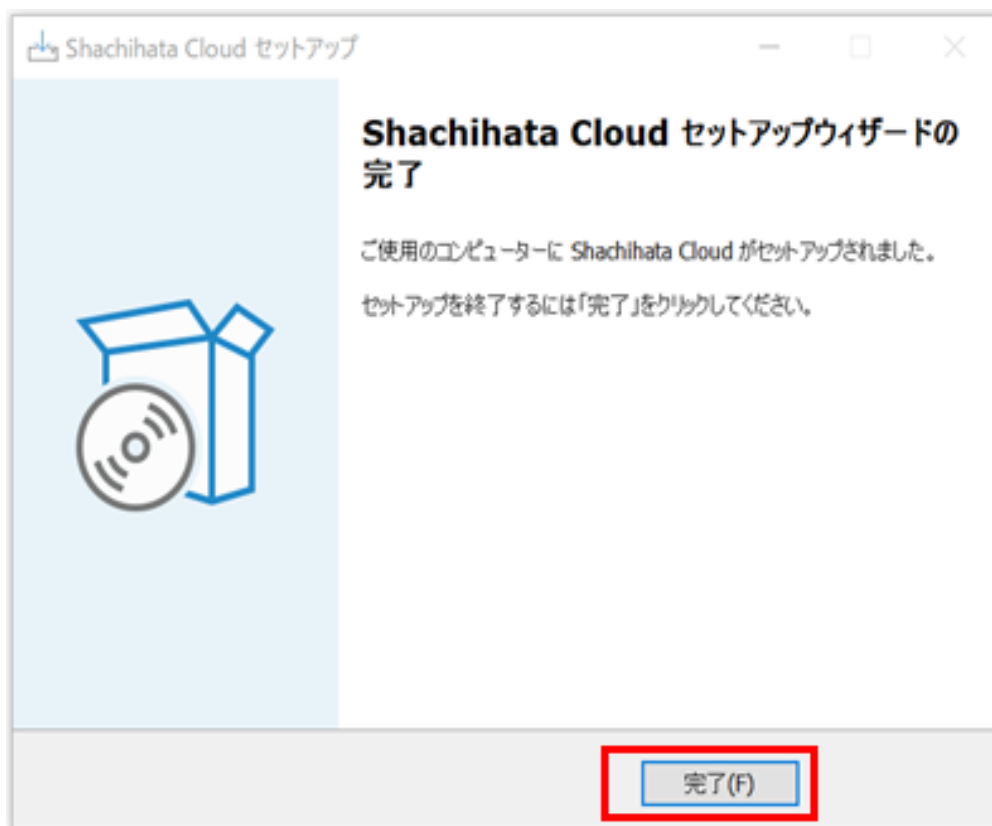 Shachihata Cloud セットアップ
Shachihata Cloud セットアップウィザードの
完了
ご使用のコンピューターに Shachihata Cloud がセットアップされました。
セットアップを終了するには「完了」をクリックしてください。
完了(F)